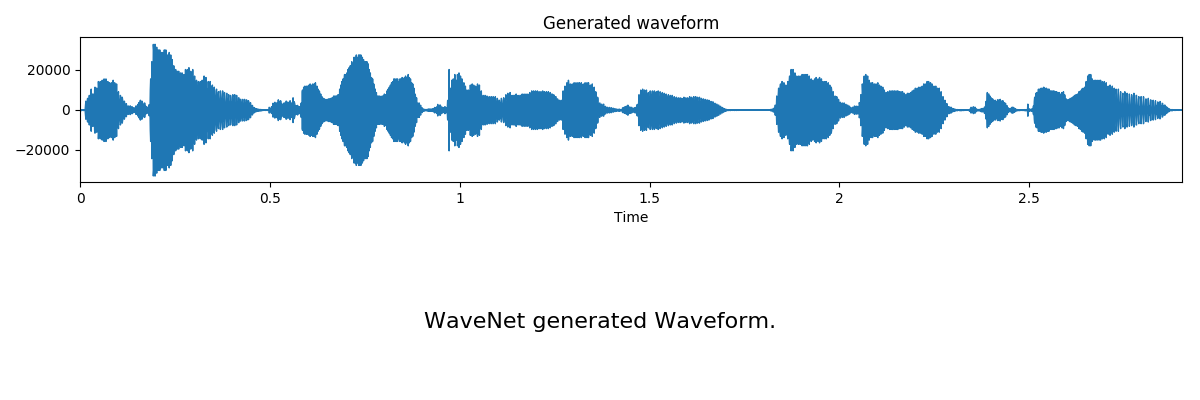 Generated waveform
20000
0
−20000
0 0.5 1 1.5 2 2.5
Time
WaveNet generated Waveform.